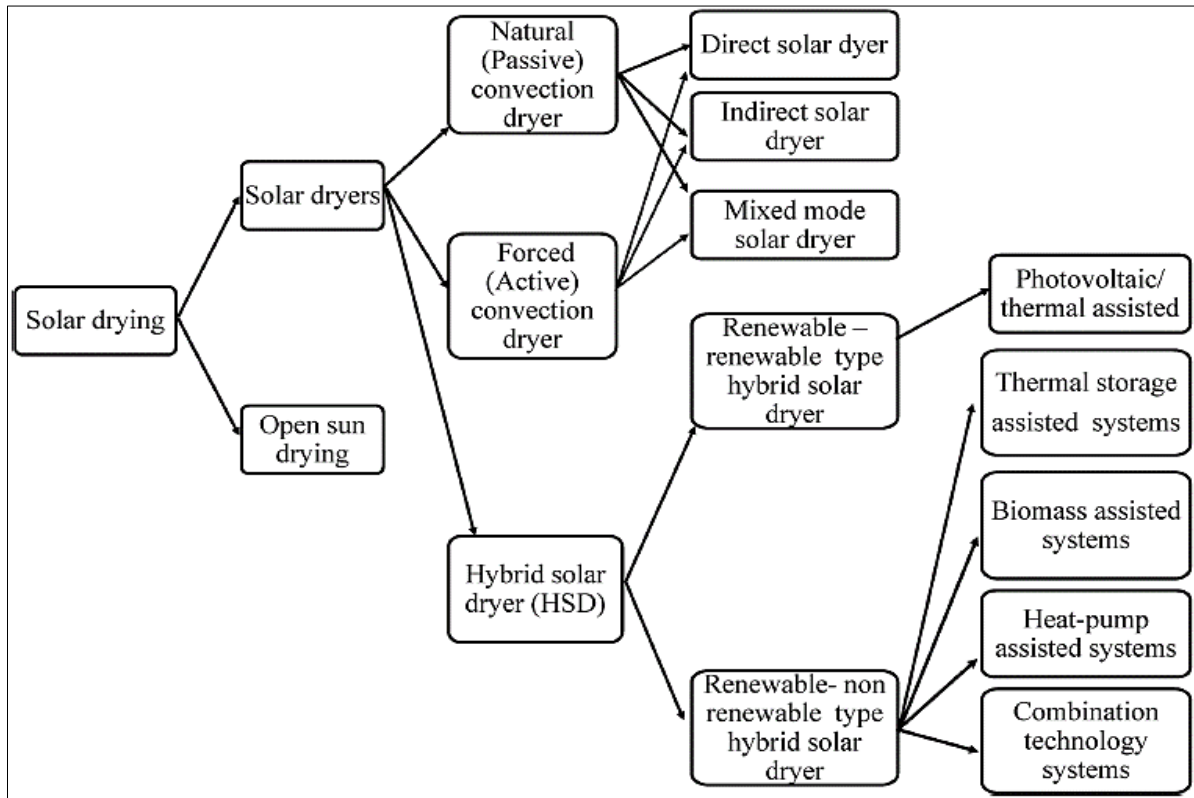 Solar drying
Solar dryers
Open sun
drying
Natural
(Passive)
convection
dryer
Forced
(Active)
convection
dryer
Hybrid solar
dryer (HSD)
Direct solar dyer
Indirect solar
dryer
Mixed mode
solar dryer
Renewable –
renewable type
hybrid solar
dryer
Renewable- non
renewable type
hybrid solar
dryer
Photovoltaic/
thermal assisted
Thermal storage
assisted systems
Biomass assisted
systems
Heat-pump
assisted systems
Combination
technology
systems